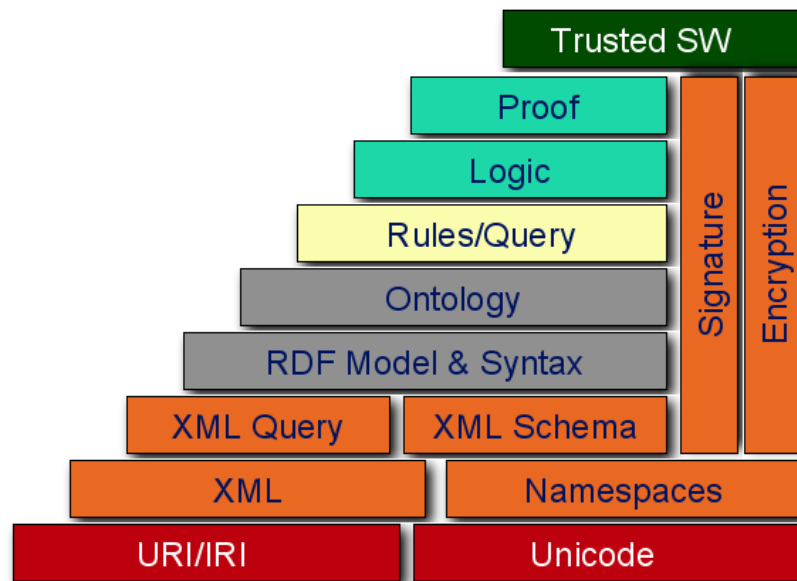 Trusted SW
Proof
Logic
Rules/Query
Ontology
RDF Model & Syntax
XML Query
XML Schema
Signature
Encryption
XML
Namespaces
URI/IRI
Unicode